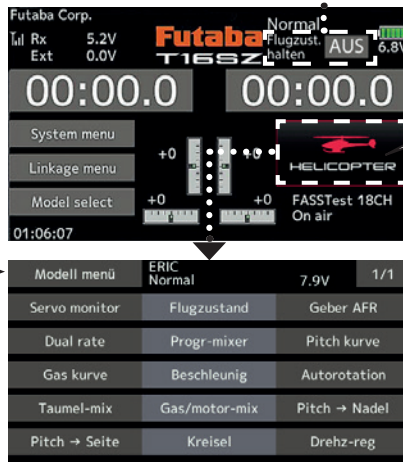 Futaba Corp.
Normal
Rx 5.2V
Ext 0.0V
Futaba
T16SZ
Flugzust.
halten
AUS
6.8V
00:00.0 00:00.0
System menu
Linkage menu
Model select
+0 +0
+0 +0
HELICOPTER
FASSTest 18CH
On air
01:06:07
Modell menü ERIC
Normal 7.9V 1/1
Servo monitor Flugzustand Geber AFR
Dual rate Progr-mixer Pitch kurve
Gas kurve Beschleunig Autorotation
Taumel-mix Gas/motor-mix Pitch → Nadel
Pitch → Seite Kreisel Drehz-reg